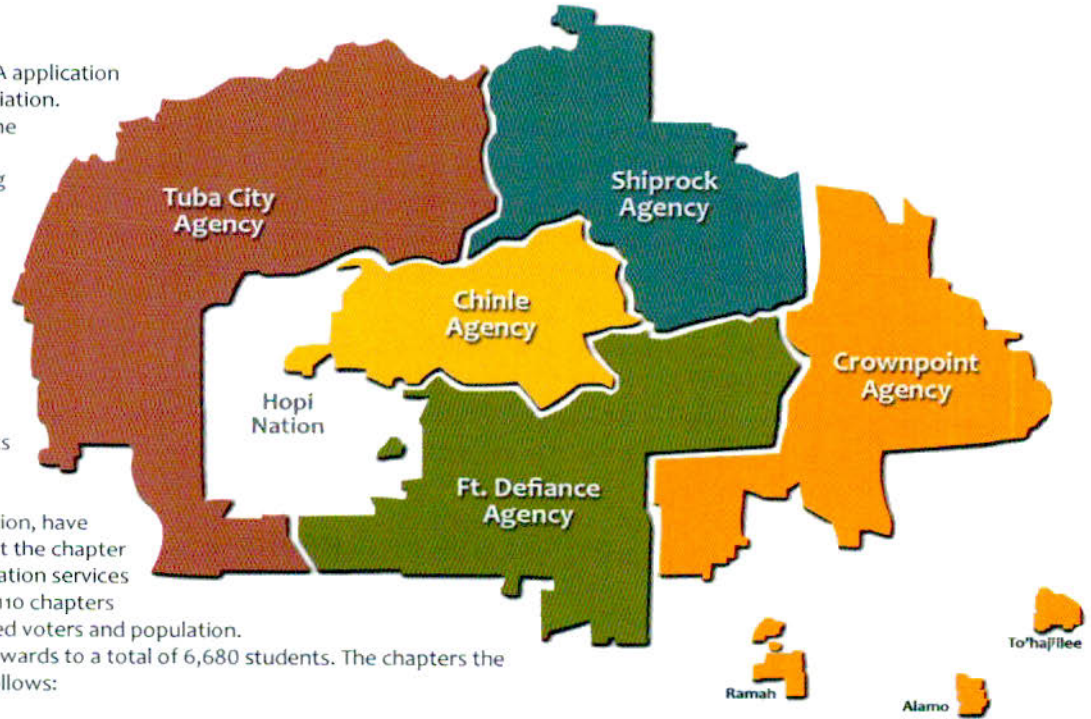 A application
iation.
ne
g
Tuba City
Agency
Shiprock
Agency
Chinle
Agency
Crownpoint
Agency
Hopi
Nation
Ft. Defiance
Agency
s
ion, have
t the chapter
ation services
110 chapters
ed voters and population.
wards to a total of 6,680 students. The chapters the
llows:
To'hajiilee
Ramah
Alamo